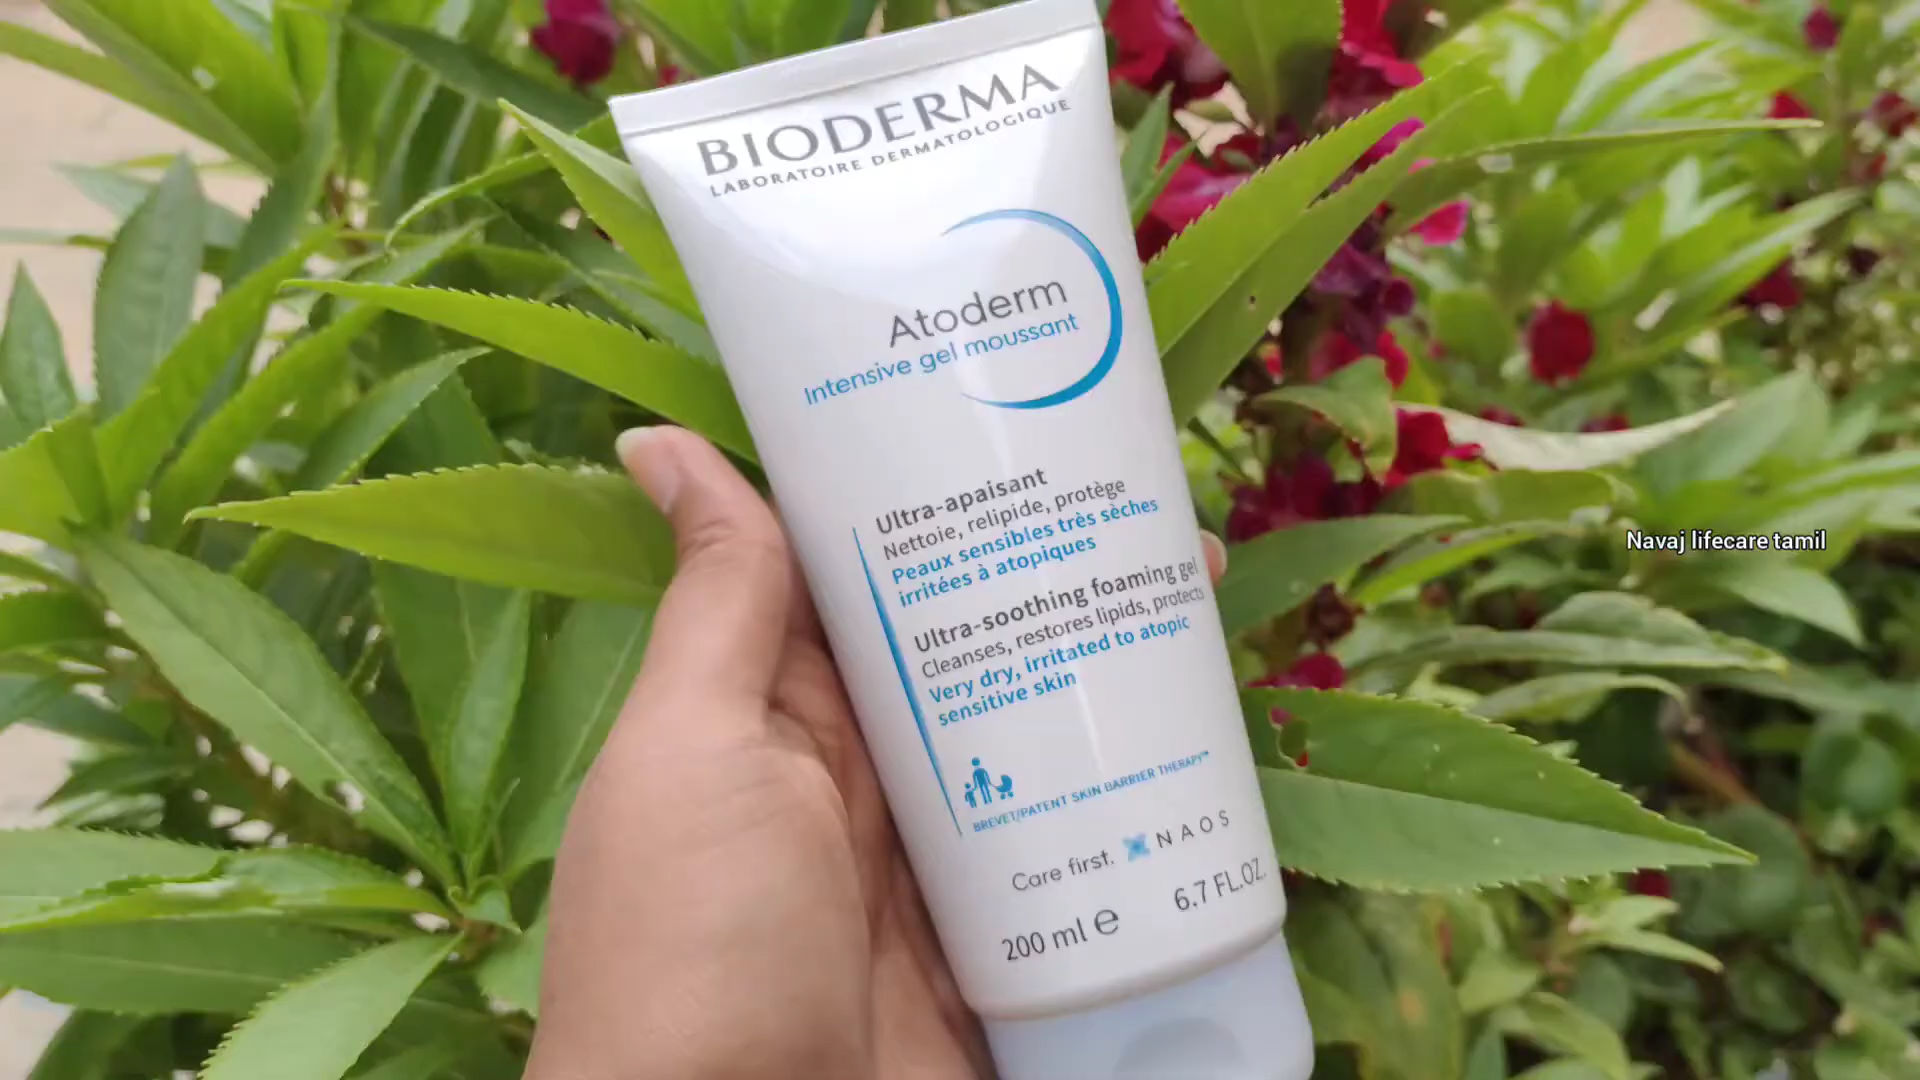 BIODERMA
LABORATOIRE DERMATOLOGIQUE
Atoderm
Intensive gel moussant
Ultra-apaisant
Nettoie, relipide, protège
Peaux sensibles très sèches
irritées à atopiques
Ultra-soothing foaming gel
Cleanses, restores lipids, protects
Very dry, irritated to atopic
sensitive skin
BREVET/PATENT SKIN BARRIER THERAPY™
Care first. NAOS
200 ml e 6.7 FL.OZ.
Navaj lifecare tamil